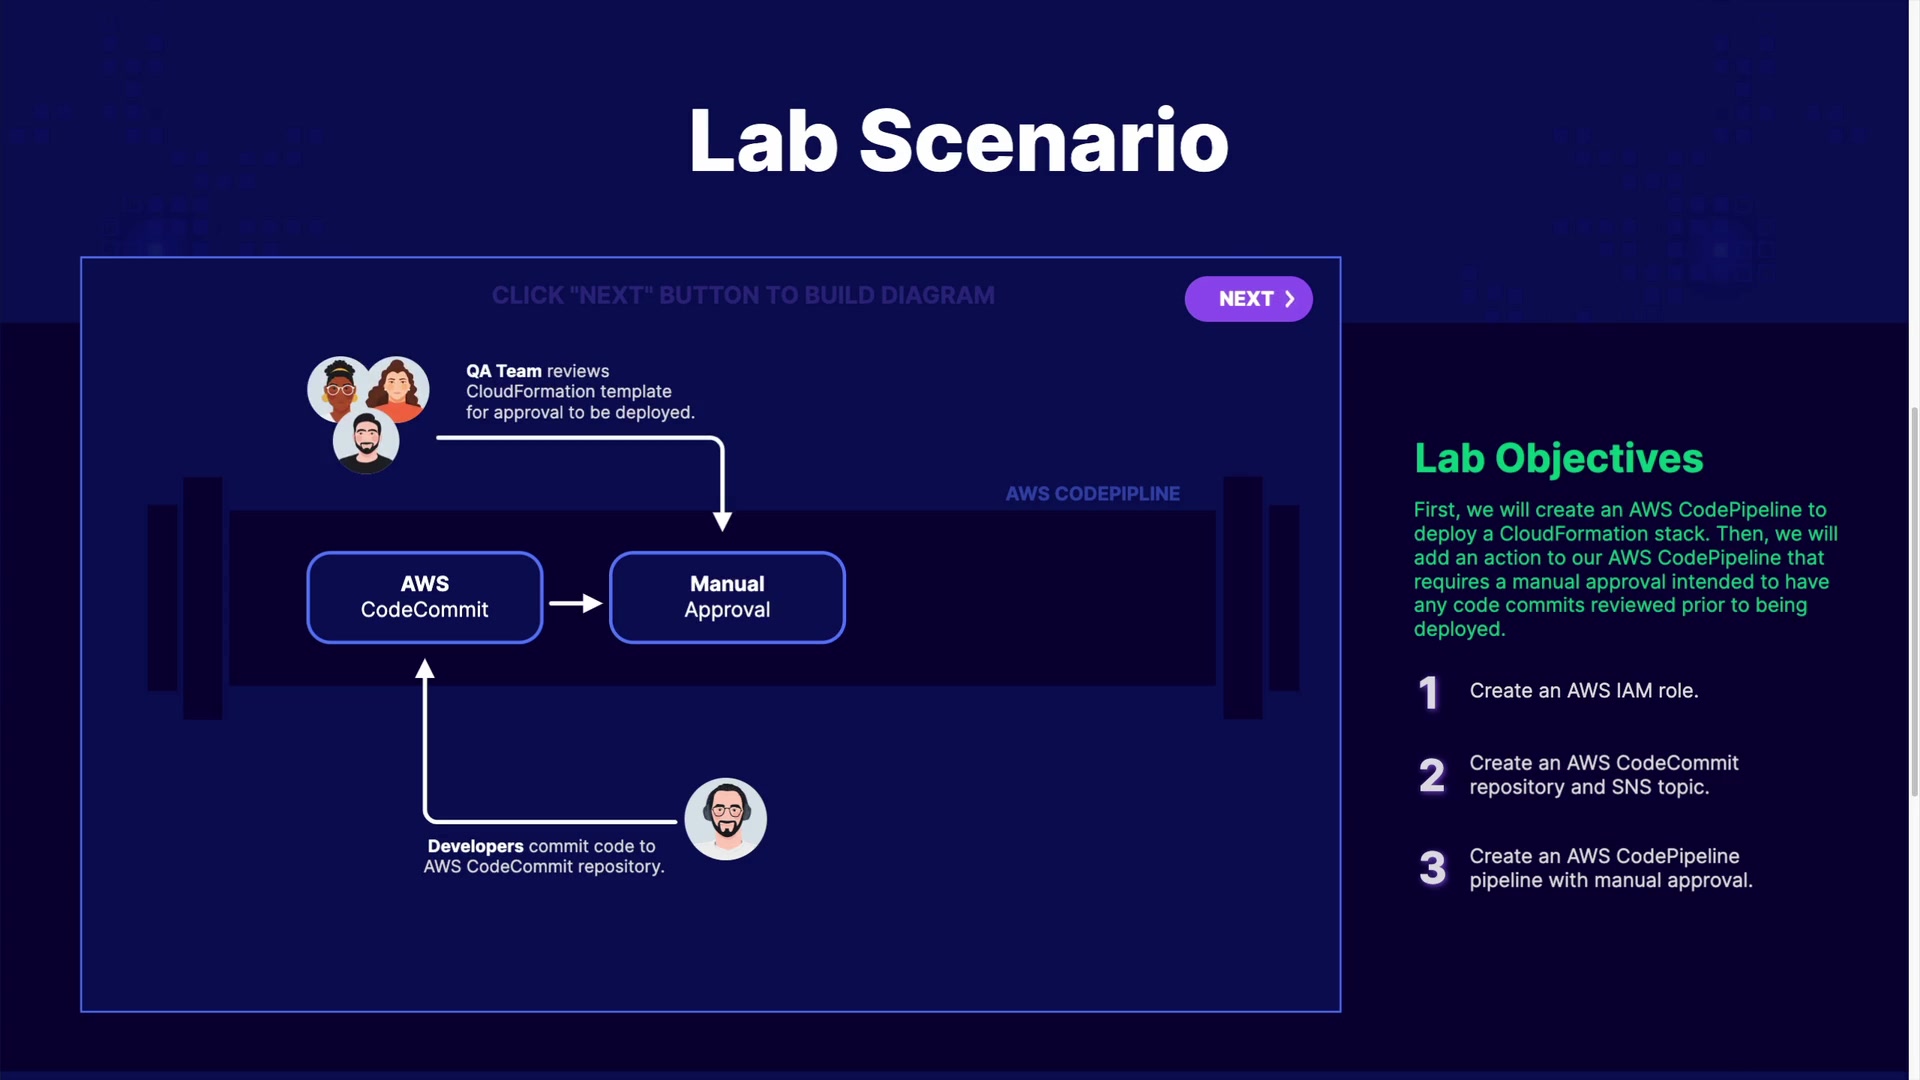 Lab Scenario
CLICK "NEXT" BUTTON TO BUILD DIAGRAM
NEXT
QA Team reviews
CloudFormation template
for approval to be deployed.
AWS CODEPIPLINE
AWS
CodeCommit
Manual
Approval
Developers commit code to
AWS CodeCommit repository.
Lab Objectives
First, we will create an AWS CodePipeline to
deploy a CloudFormation stack. Then, we will
add an action to our AWS CodePipeline that
requires a manual approval intended to have
any code commits reviewed prior to being
deployed.
1
Create an AWS IAM role.
2
Create an AWS CodeCommit
repository and SNS topic.
3
Create an AWS CodePipeline
pipeline with manual approval.